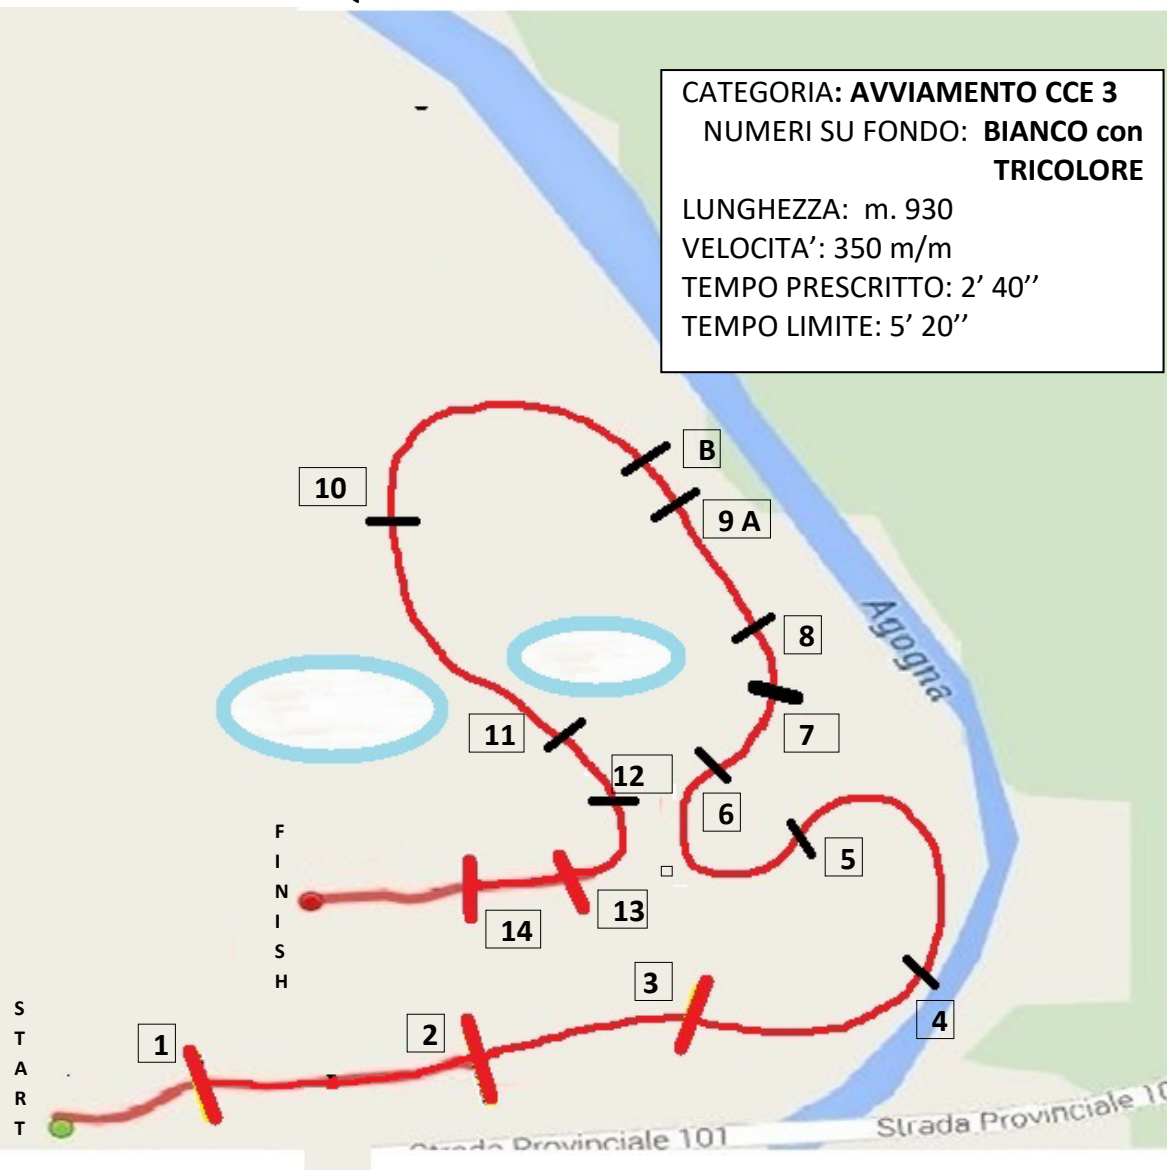 CATEGORIA: AVVIAMENTO CCE 3
NUMERI SU FONDO: BIANCO con
TRICOLORE
LUNGHEZZA: m. 930
VELOCITA’: 350 m/m
TEMPO PRESCRITTO: 2’ 40’’
TEMPO LIMITE: 5’ 20’’
B
10
9 A
Agogna
8
11
7
12
6
5
FINISH
13
14
3
4
START
1
2
Strada Provinciale 101
Strada Provinciale